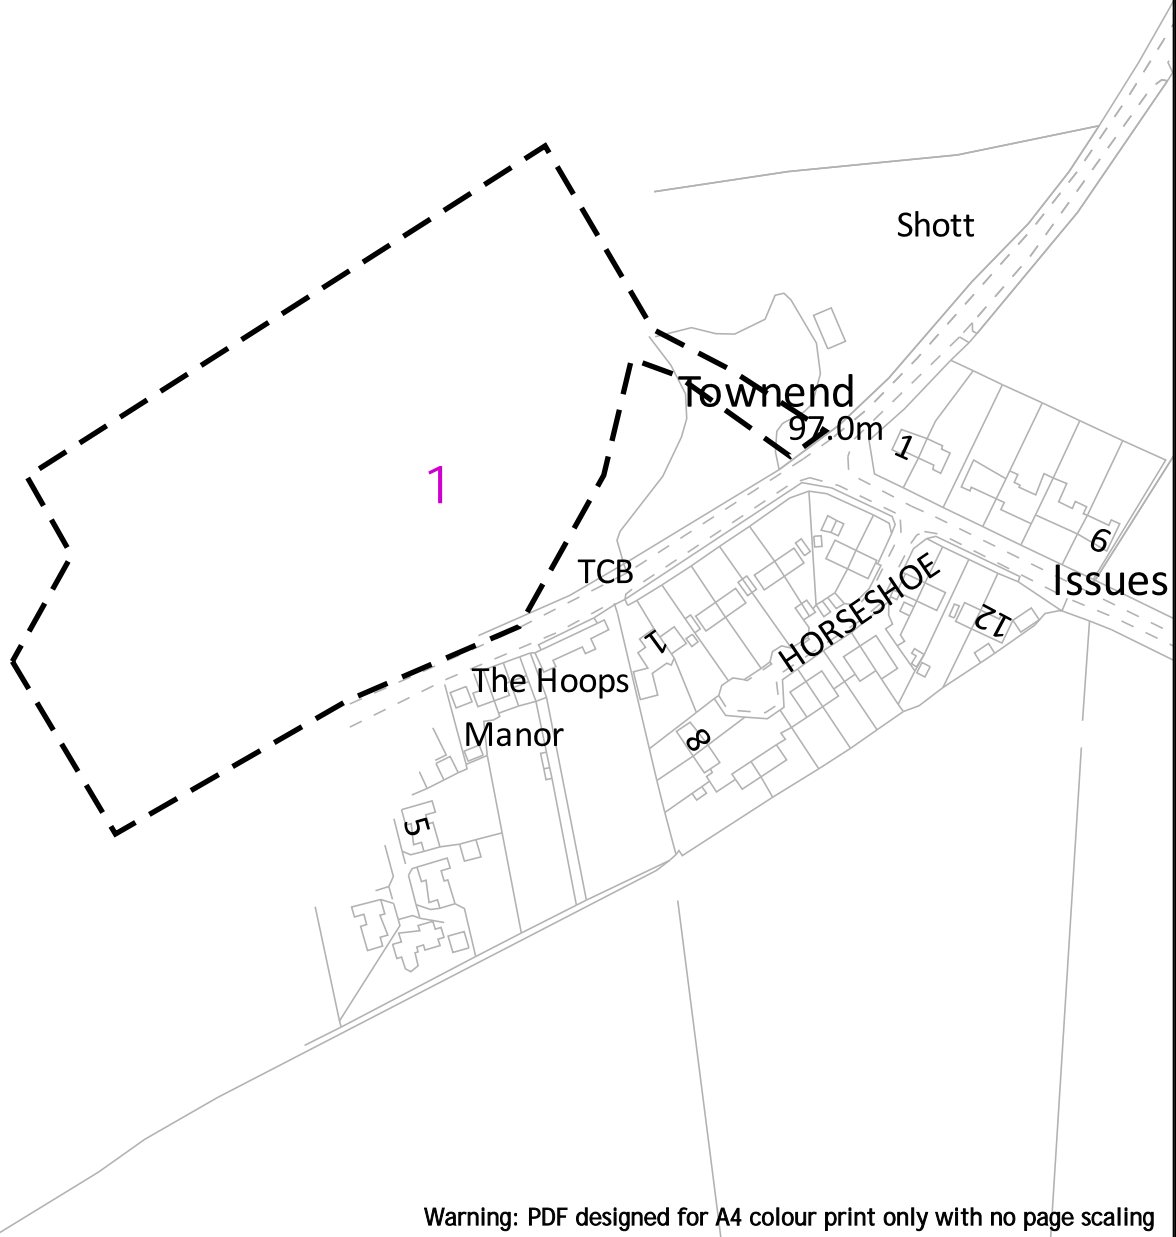 Shott
Townend
97.0m
1
1
6
TCB
Issues
HORSESHOE
12
1
The Hoops
Manor
8
5
Warning: PDF designed for A4 colour print only with no page scaling